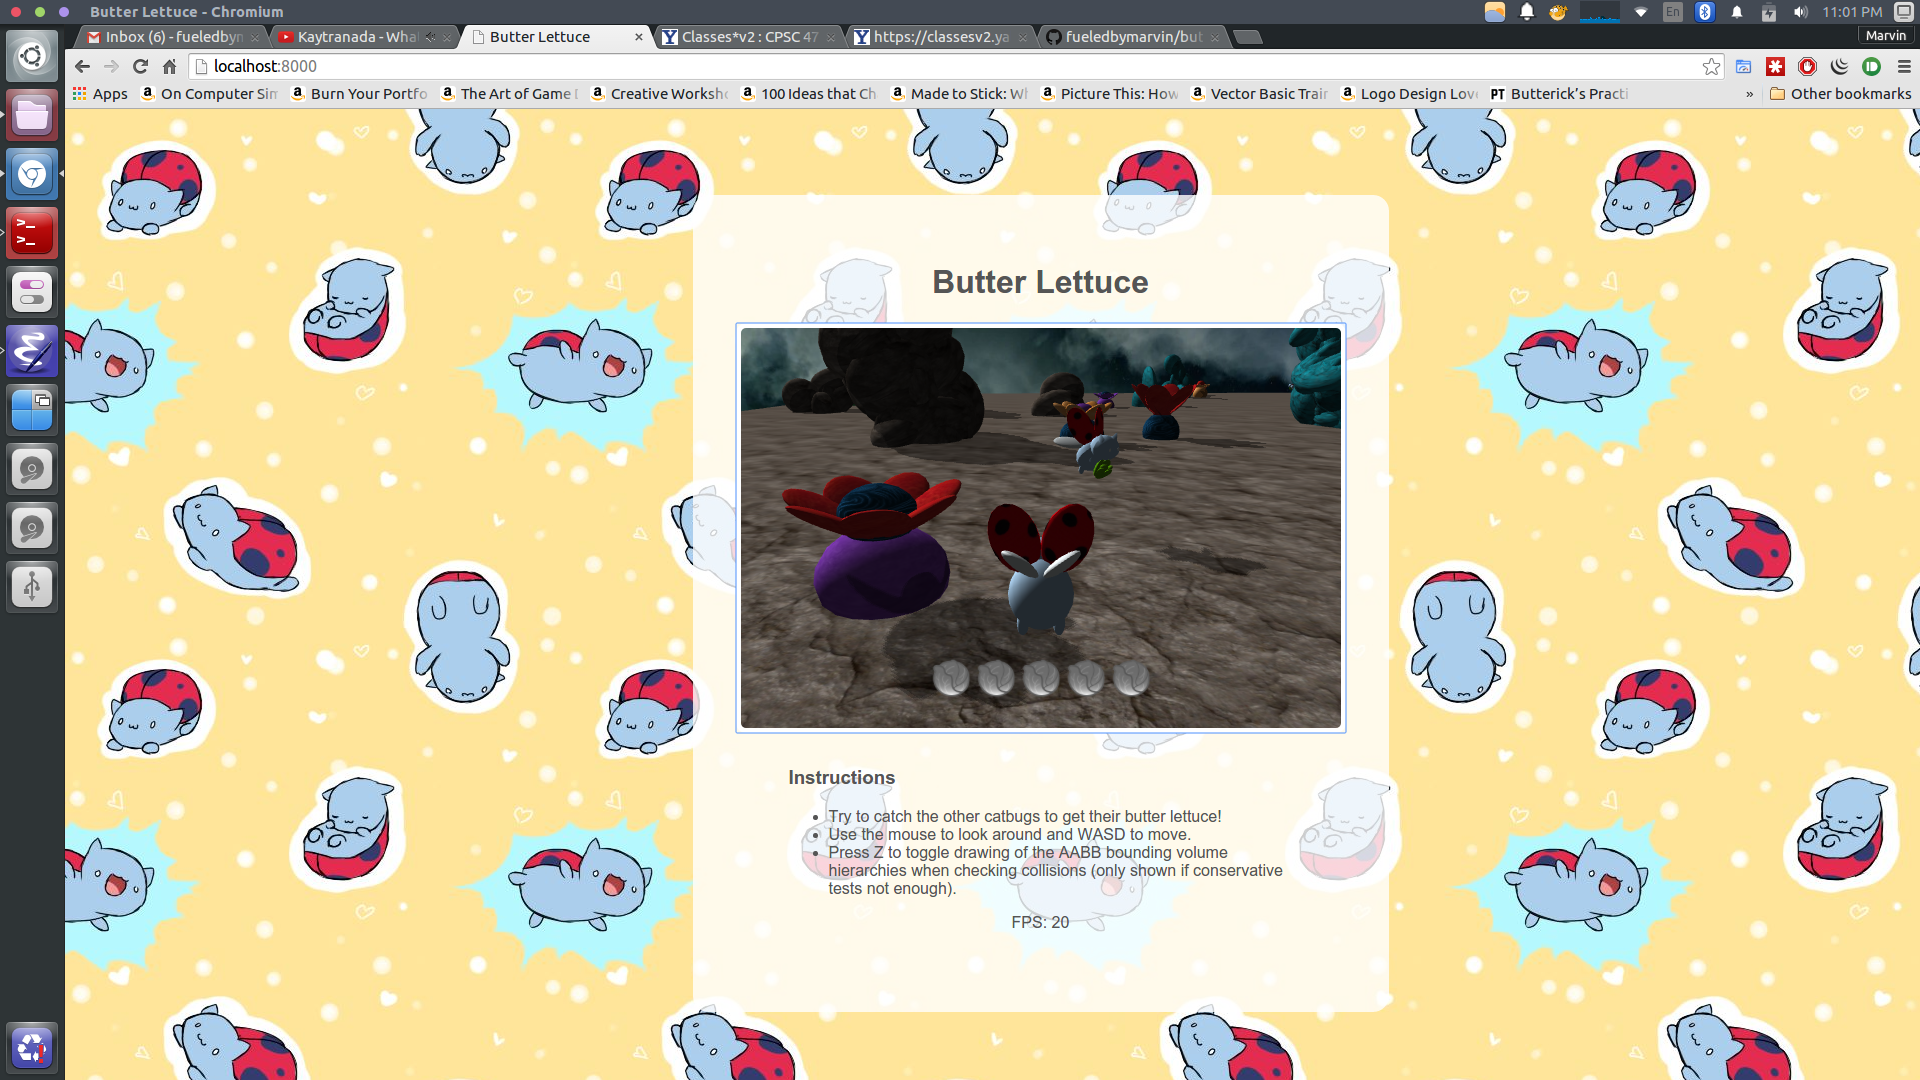 Butter Lettuce - Chromium
En
11:01 PM
Inbox (6) - fueledbym
Kaytranada - Wha
Butter Lettuce
Classes*v2 : CPSC 47
https://classesv2.ya
fueledbymarvin/but
Marvin
localhost:8000
Apps
On Computer Sim
Burn Your Portfo
The Art of Game D
Creative Worksho
100 Ideas that Ch
Made to Stick: Wh
Picture This: How
Vector Basic Train
Logo Design Love
PT Butterick's Practi
»
Other bookmarks
Butter Lettuce
Instructions
• Try to catch the other catbugs to get their butter lettuce!
• Use the mouse to look around and WASD to move.
• Press Z to toggle drawing of the AABB bounding volume
hierarchies when checking collisions (only shown if conservative
tests not enough).
FPS: 20